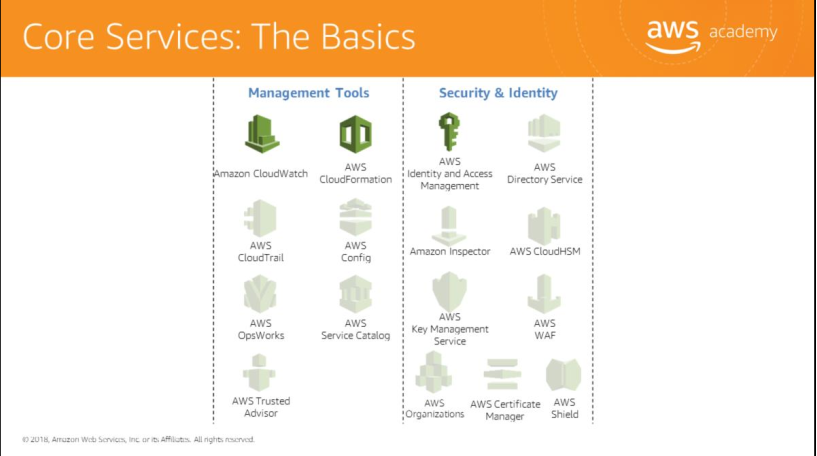 Core Services: The Basics
aws academy
Management Tools
Amazon CloudWatch
AWS
CloudFormation
AWS
CloudTrail
AWS
Config
AWS
OpsWorks
AWS
Service Catalog
AWS Trusted
Advisor
Security & Identity
AWS
Identity and Access
Management
AWS
Directory Service
Amazon Inspector
AWS CloudHSM
AWS
Key Management
Service
AWS
WAF
AWS
Organizations
AWS Certificate
Manager
AWS
Shield
© 2018, Amazon Web Services, Inc. or its Affiliates. All rights reserved.